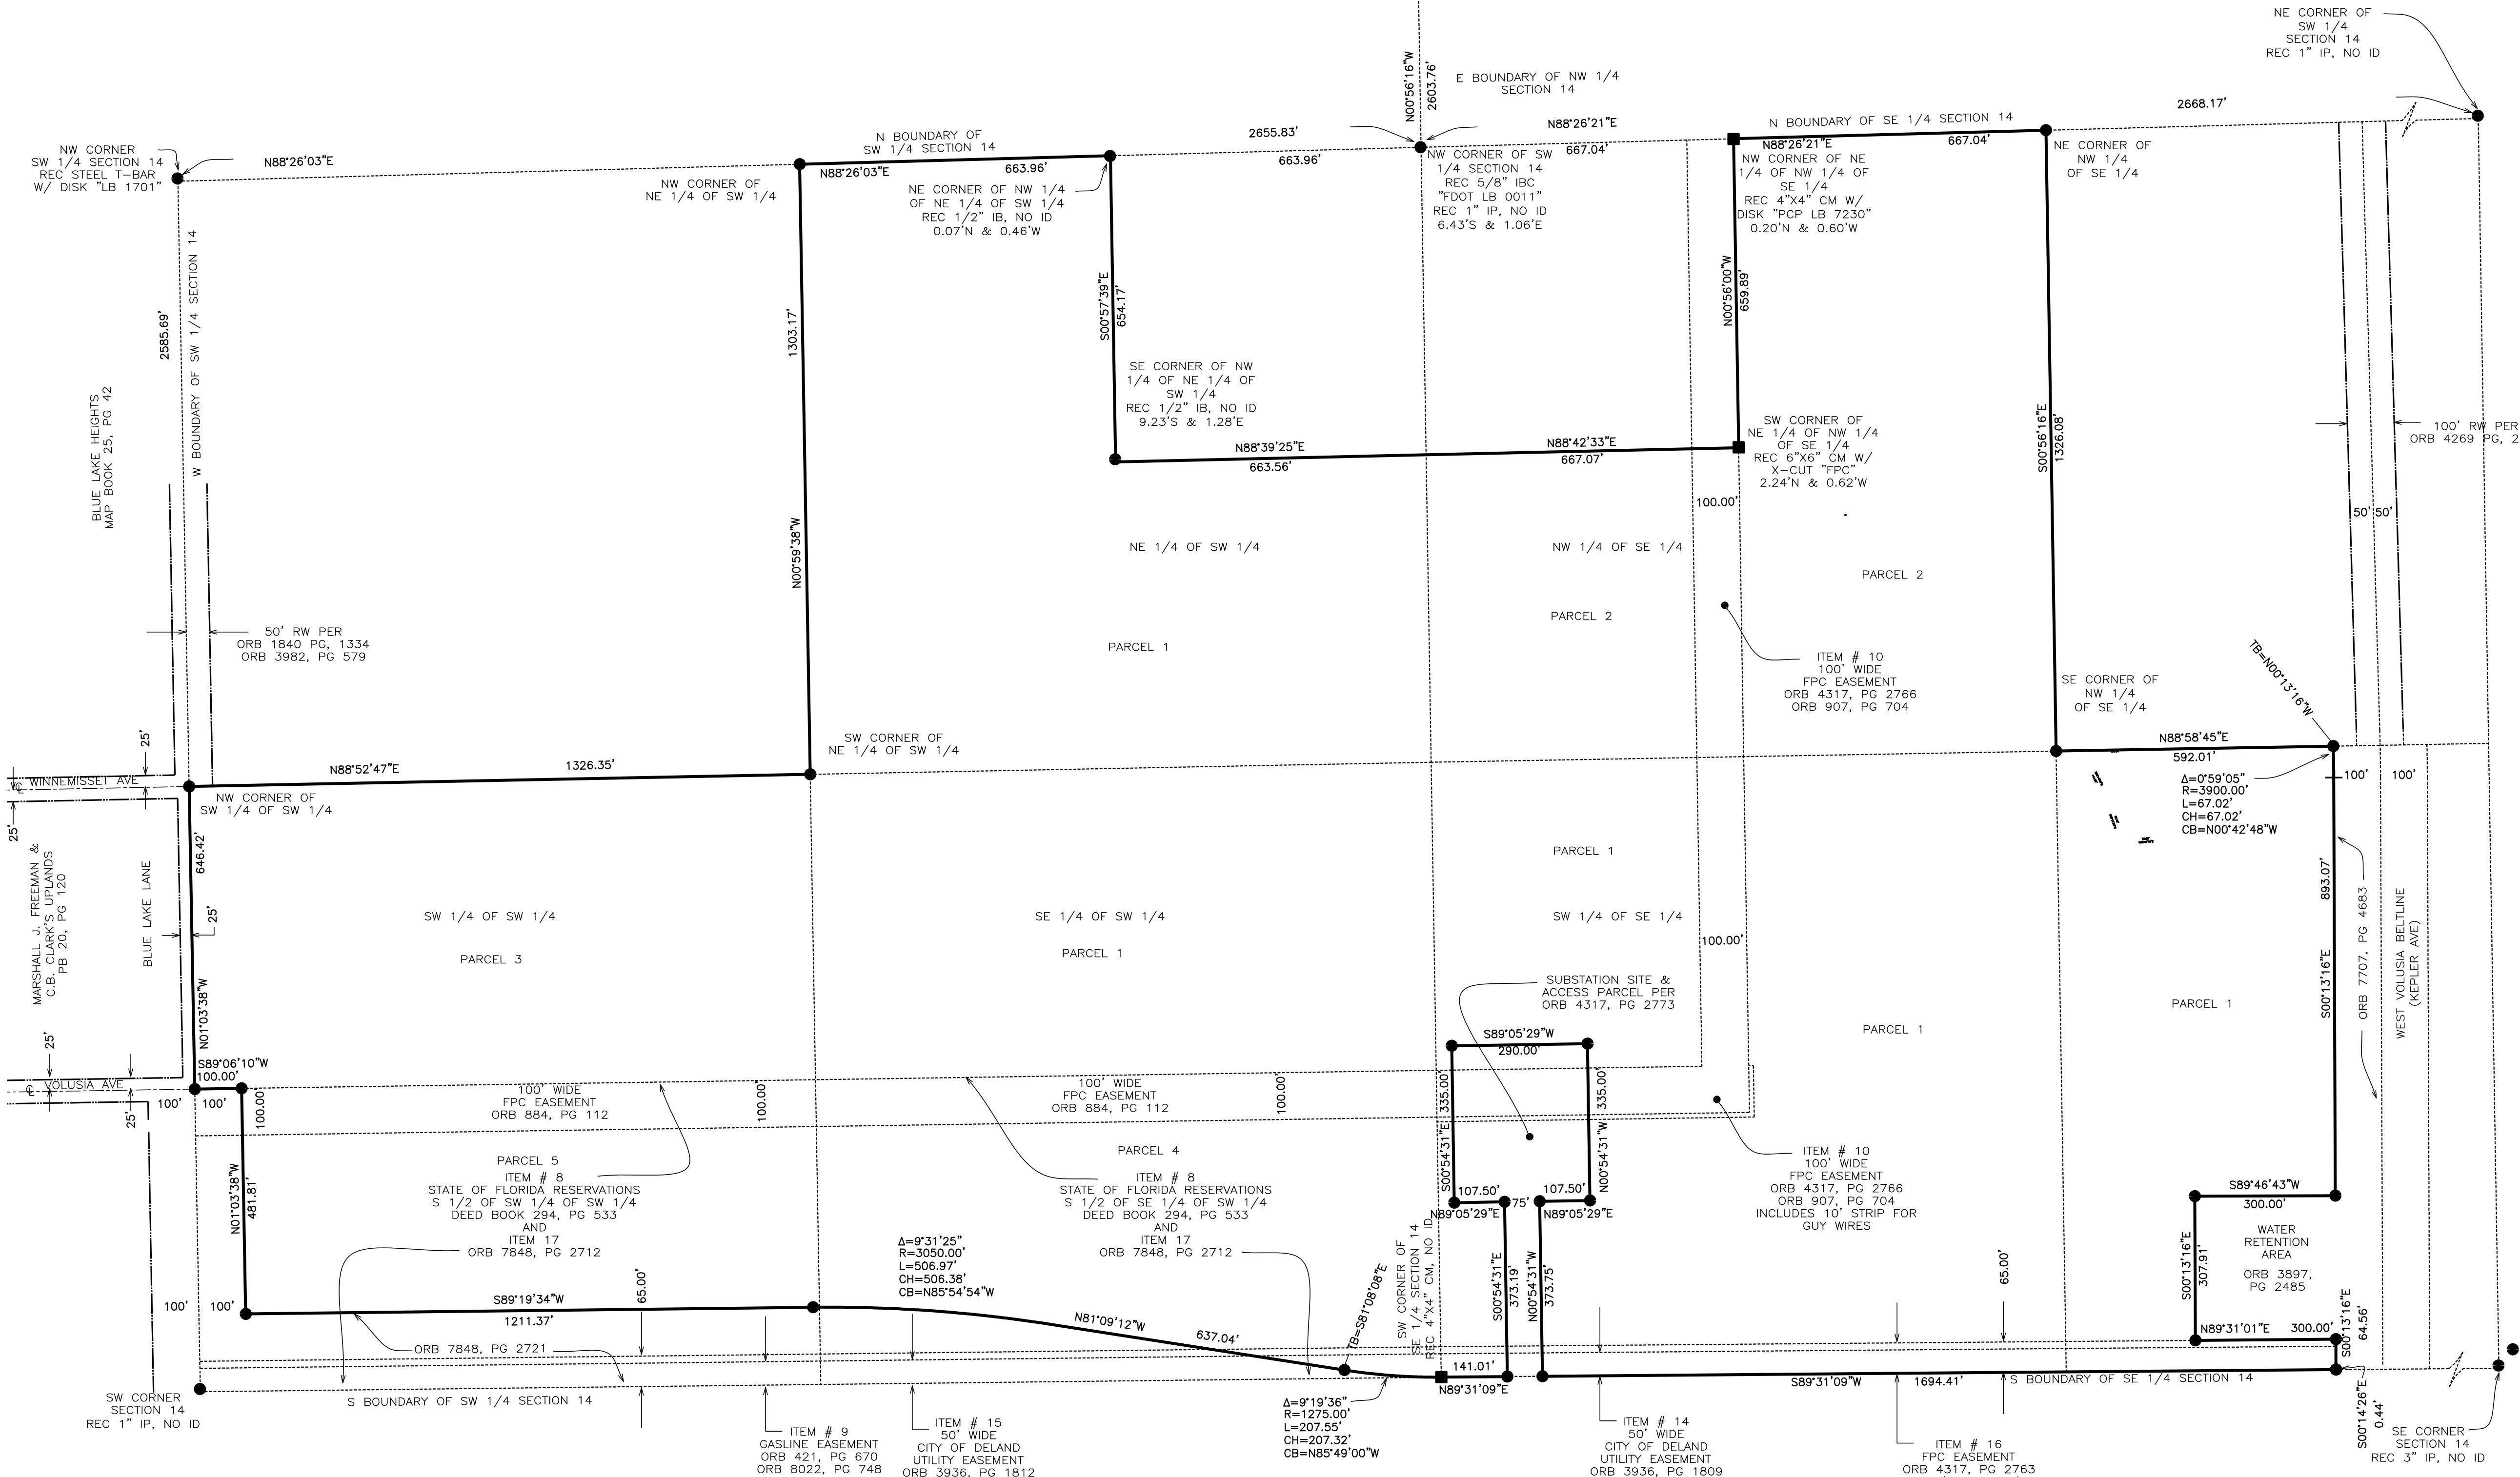 NE CORNER OF
SW 1/4
SECTION 14
REC 1" IP, NO ID
N00°56'16"W
2603.76'
E BOUNDARY OF NW 1/4
SECTION 14
2668.17'
NW CORNER
SW 1/4 SECTION 14
REC STEEL T-BAR
W/ DISK "LB 1701"
N88°26'03"E
N BOUNDARY OF
SW 1/4 SECTION 14
2655.83'
663.96'
N88°26'21"E
667.04'
N BOUNDARY OF SE 1/4 SECTION 14
N88°26'21"E
667.04'
NW CORNER OF
NE 1/4 OF SW 1/4
N88°26'03"E
663.96'
NE CORNER OF NW 1/4
OF NE 1/4 OF SW 1/4
REC 1/2" IB, NO ID
0.07'N & 0.46'W
NW CORNER OF SW
1/4 SECTION 14
REC 5/8" IBC
"FDOT LB 0011"
REC 1" IP, NO ID
6.43'S & 1.06'E
NW CORNER OF NE
1/4 OF NW 1/4 OF
SE 1/4
REC 4"X4" CM W/
DISK "PCP LB 7230"
0.20'N & 0.60'W
NE CORNER OF
NW 1/4
OF SE 1/4
2585.69'
W BOUNDARY OF SW 1/4 SECTION 14
BLUE LAKE HEIGHTS
MAP BOOK 25, PG 42
1303.17'
N00°59'38"W
S00°57'39"E
654.17'
N00°56'00"W
659.89'
S00°56'16"E
1326.08'
SE CORNER OF NW
1/4 OF NE 1/4 OF
SW 1/4
REC 1/2" IB, NO ID
9.23'S & 1.28'E
N88°39'25"E
663.56'
N88°42'33"E
667.07'
SW CORNER OF
NE 1/4 OF NW 1/4
OF SE 1/4
REC 6"X6" CM W/
X-CUT "FPC"
2.24'N & 0.62'W
100' RW PER
ORB 4269 PG, 2
100.00'
50'
50'
NE 1/4 OF SW 1/4
NW 1/4 OF SE 1/4
PARCEL 2
PARCEL 2
PARCEL 1
50' RW PER
ORB 1840 PG, 1334
ORB 3982, PG 579
ITEM # 10
100' WIDE
FPC EASEMENT
ORB 4317, PG 2766
ORB 907, PG 704
SE CORNER OF
NW 1/4
OF SE 1/4
TB=N00°13'16"W
SW CORNER OF
NE 1/4 OF SW 1/4
25'
WINNEMISSET AVE
25'
N88°52'47"E
1326.35'
NW CORNER OF
SW 1/4 OF SW 1/4
N88°58'45"E
592.01'
Δ=0°59'05"
R=3900.00'
L=67.02'
CH=67.02'
CB=N00°42'48"W
100'
100'
646.42'
MARSHALL J. FREEMAN &
C.B. CLARK'S UPLANDS
PB 20, PG 120
BLUE LAKE LANE
25'
N01°03'38"W
SW 1/4 OF SW 1/4
PARCEL 3
SE 1/4 OF SW 1/4
PARCEL 1
PARCEL 1
SW 1/4 OF SE 1/4
100.00'
893.07'
S00°13'16"E
ORB 7707, PG 4683
WEST VOLUSIA BELTLINE
(KEPLER AVE)
PARCEL 1
PARCEL 1
SUBSTATION SITE &
ACCESS PARCEL PER
ORB 4317, PG 2773
S89°05'29"W
290.00'
335.00'
335.00'
S00°54'31"E
N00°54'31"W
25'
VOLUSIA AVE
25'
S89°06'10"W
100.00'
100'
100'
100.00'
100' WIDE
FPC EASEMENT
ORB 884, PG 112
100.00'
100' WIDE
FPC EASEMENT
ORB 884, PG 112
100.00'
N01°03'38"W
481.81'
PARCEL 5
ITEM # 8
STATE OF FLORIDA RESERVATIONS
S 1/2 OF SW 1/4 OF SW 1/4
DEED BOOK 294, PG 533
AND
ITEM 17
ORB 7848, PG 2712
PARCEL 4
ITEM # 8
STATE OF FLORIDA RESERVATIONS
S 1/2 OF SE 1/4 OF SW 1/4
DEED BOOK 294, PG 533
AND
ITEM 17
ORB 7848, PG 2712
107.50'
N89°05'29"E
75'
107.50'
N89°05'29"E
ITEM # 10
100' WIDE
FPC EASEMENT
ORB 4317, PG 2766
ORB 907, PG 704
INCLUDES 10' STRIP FOR
GUY WIRES
S89°46'43"W
300.00'
WATER
RETENTION
AREA
ORB 3897,
PG 2485
S00°13'16"E
307.91'
N89°31'01"E
300.00'
S00°13'16"E
64.56'
Δ=9°31'25"
R=3050.00'
L=506.97'
CH=506.38'
CB=N85°54'54"W
65.00'
65.00'
100'
100'
S89°19'34"W
1211.37'
ORB 7848, PG 2721
N81°09'12"W
637.04'
TB=S81°08'08"E
SW CORNER OF
SE 1/4 SECTION 14
REC 4"X4" CM, NO ID
S00°54'31"E
373.19'
N00°54'31"W
373.75'
141.01'
N89°31'09"E
S89°31'09"W
1694.41'
S BOUNDARY OF SE 1/4 SECTION 14
S00°14'26"E
0.44'
SW CORNER
SECTION 14
REC 1" IP, NO ID
S BOUNDARY OF SW 1/4 SECTION 14
Δ=9°19'36"
R=1275.00'
L=207.55'
CH=207.32'
CB=N85°49'00"W
ITEM # 9
GASLINE EASEMENT
ORB 421, PG 670
ORB 8022, PG 748
ITEM # 15
50' WIDE
CITY OF DELAND
UTILITY EASEMENT
ORB 3936, PG 1812
ITEM # 14
50' WIDE
CITY OF DELAND
UTILITY EASEMENT
ORB 3936, PG 1809
ITEM # 16
FPC EASEMENT
ORB 4317, PG 2763
SE CORNER
SECTION 14
REC 3" IP, NO ID